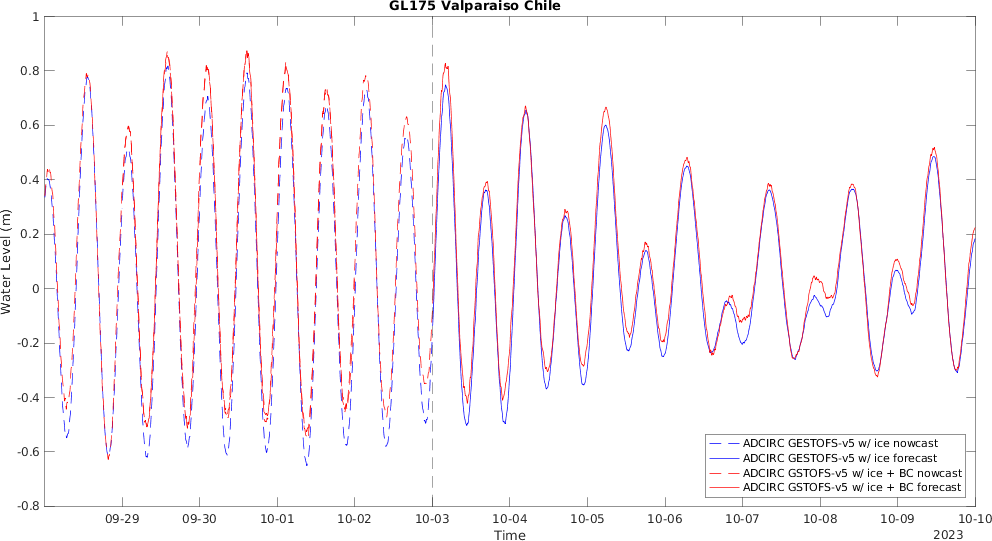 GL175 Valparaiso Chile
1
0.8
0.6
0.4
0.2
0
-0.2
-0.4
-0.6
-0.8
Water Level (m)
09-29 09-30 10-01 10-02 10-03 10-04 10-05 10-06 10-07 10-08 10-09 10-10
Time
2023
ADCIRC GESTOFS-v5 w/ ice nowcast
ADCIRC GESTOFS-v5 w/ ice forecast
ADCIRC GSTOFS-v5 w/ ice + BC nowcast
ADCIRC GSTOFS-v5 w/ ice + BC forecast